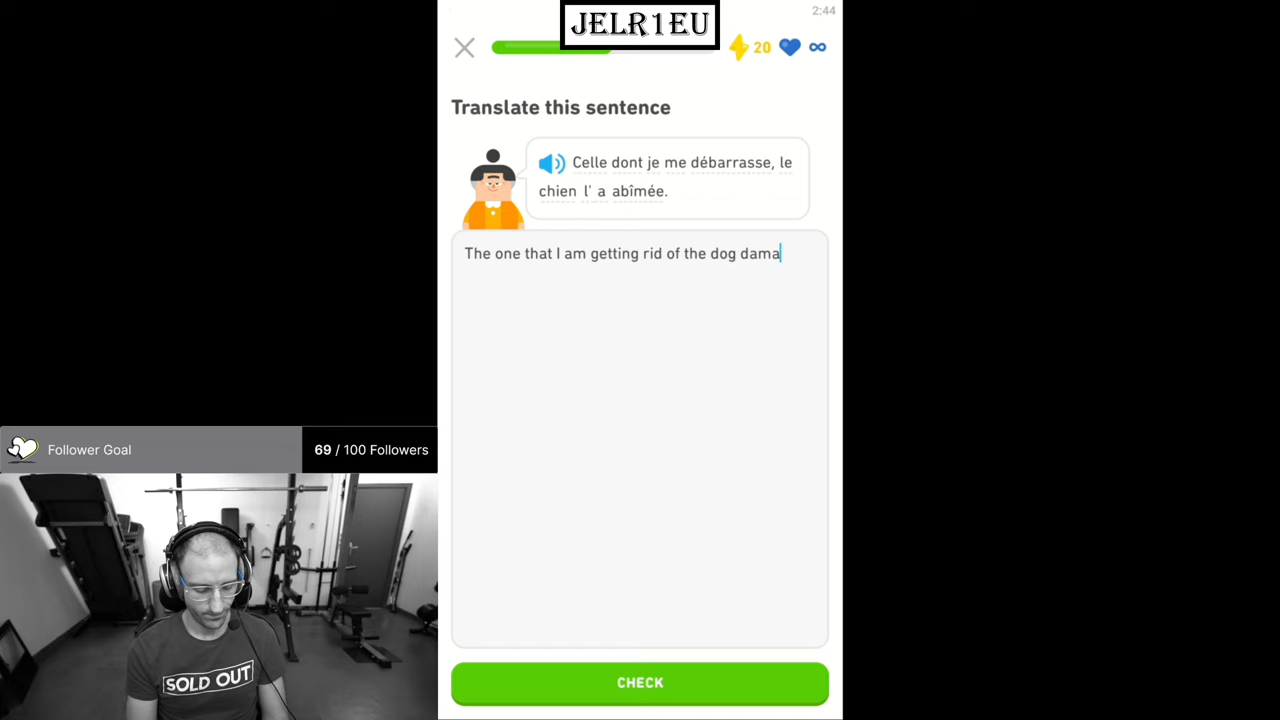 JELR1EU
2:44
20
∞
Translate this sentence
Celle dont je me débarrasse, le
chien l' a abîmée.
The one that I am getting rid of the dog dama
Follower Goal
69 / 100 Followers
SOLD OUT
CHECK